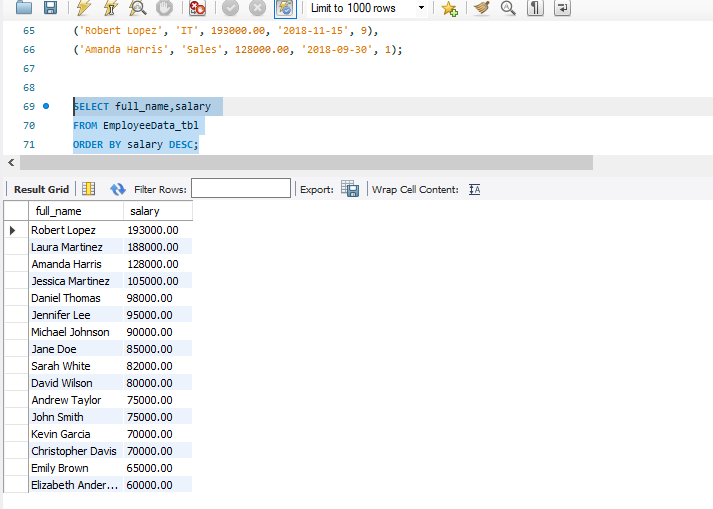 Limit to 1000 rows
65 ('Robert Lopez', 'IT', 193000.00, '2018-11-15', 9),
66 ('Amanda Harris', 'Sales', 128000.00, '2018-09-30', 1);
67
68
69 SELECT full_name,salary
70 FROM EmployeeData_tbl
71 ORDER BY salary DESC;
Result Grid Filter Rows: Export: Wrap Cell Content: IA
full_name salary
Robert Lopez 193000.00
Laura Martinez 188000.00
Amanda Harris 128000.00
Jessica Martinez 105000.00
Daniel Thomas 98000.00
Jennifer Lee 95000.00
Michael Johnson 90000.00
Jane Doe 85000.00
Sarah White 82000.00
David Wilson 80000.00
Andrew Taylor 75000.00
John Smith 75000.00
Kevin Garcia 70000.00
Christopher Davis 70000.00
Emily Brown 65000.00
Elizabeth Ander... 60000.00